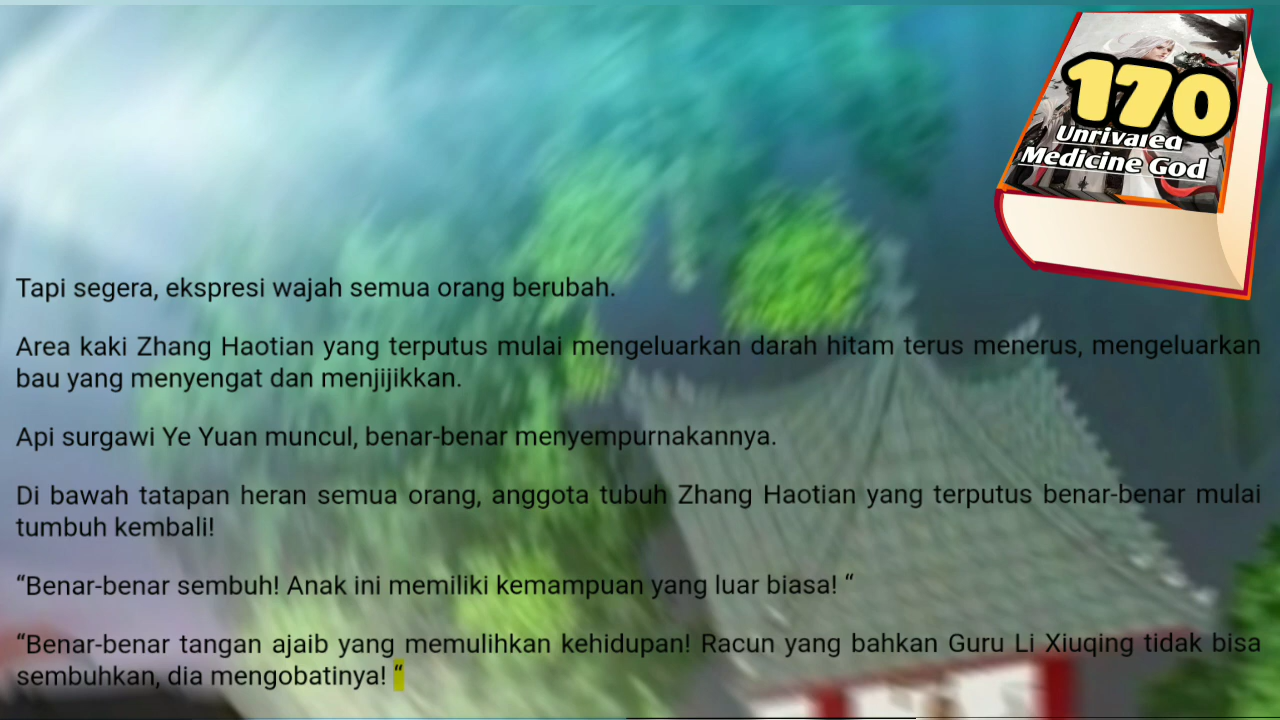 170
Unrivaled
Medicine God
Tapi segera, ekspresi wajah semua orang berubah.
Area kaki Zhang Haotian yang terputus mulai mengeluarkan darah hitam terus menerus, mengeluarkan
bau yang menyengat dan menjijikkan.
Api surgawi Ye Yuan muncul, benar-benar menyempurnakannya.
Di bawah tatapan heran semua orang, anggota tubuh Zhang Haotian yang terputus benar-benar mulai
tumbuh kembali!
“Benar-benar sembuh! Anak ini memiliki kemampuan yang luar biasa! “
“Benar-benar tangan ajaib yang memulihkan kehidupan! Racun yang bahkan Guru Li Xiuqing tidak bisa
sembuhkan, dia mengobatinya! “